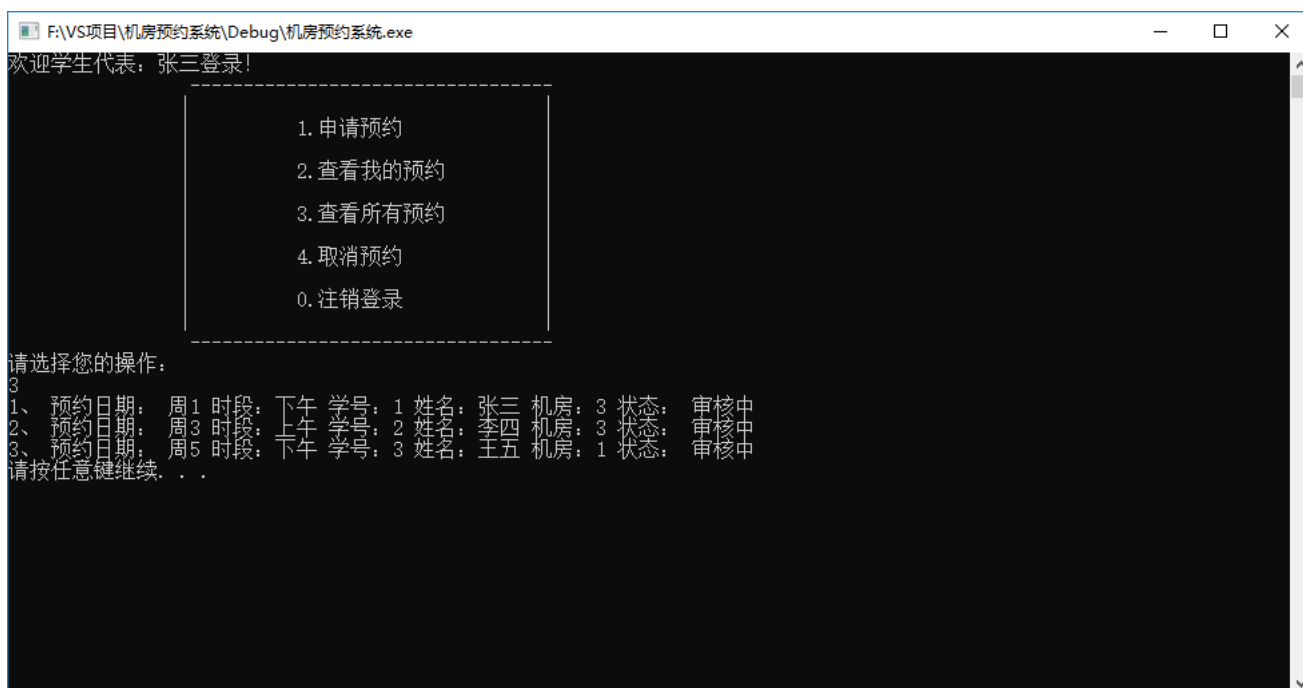 F:\VS项目\机房预约系统\Debug\机房预约系统.exe
欢迎学生代表：张三登录！
----------------------------------
1.申请预约
2.查看我的预约
3.查看所有预约
4.取消预约
0.注销登录
----------------------------------
请选择您的操作：
3
1、 预约日期： 周1 时段：下午 学号：1 姓名：张三 机房：3 状态： 审核中
2、 预约日期： 周3 时段：上午 学号：2 姓名：李四 机房：3 状态： 审核中
3、 预约日期： 周5 时段：下午 学号：3 姓名：王五 机房：1 状态： 审核中
请按任意键继续. . .